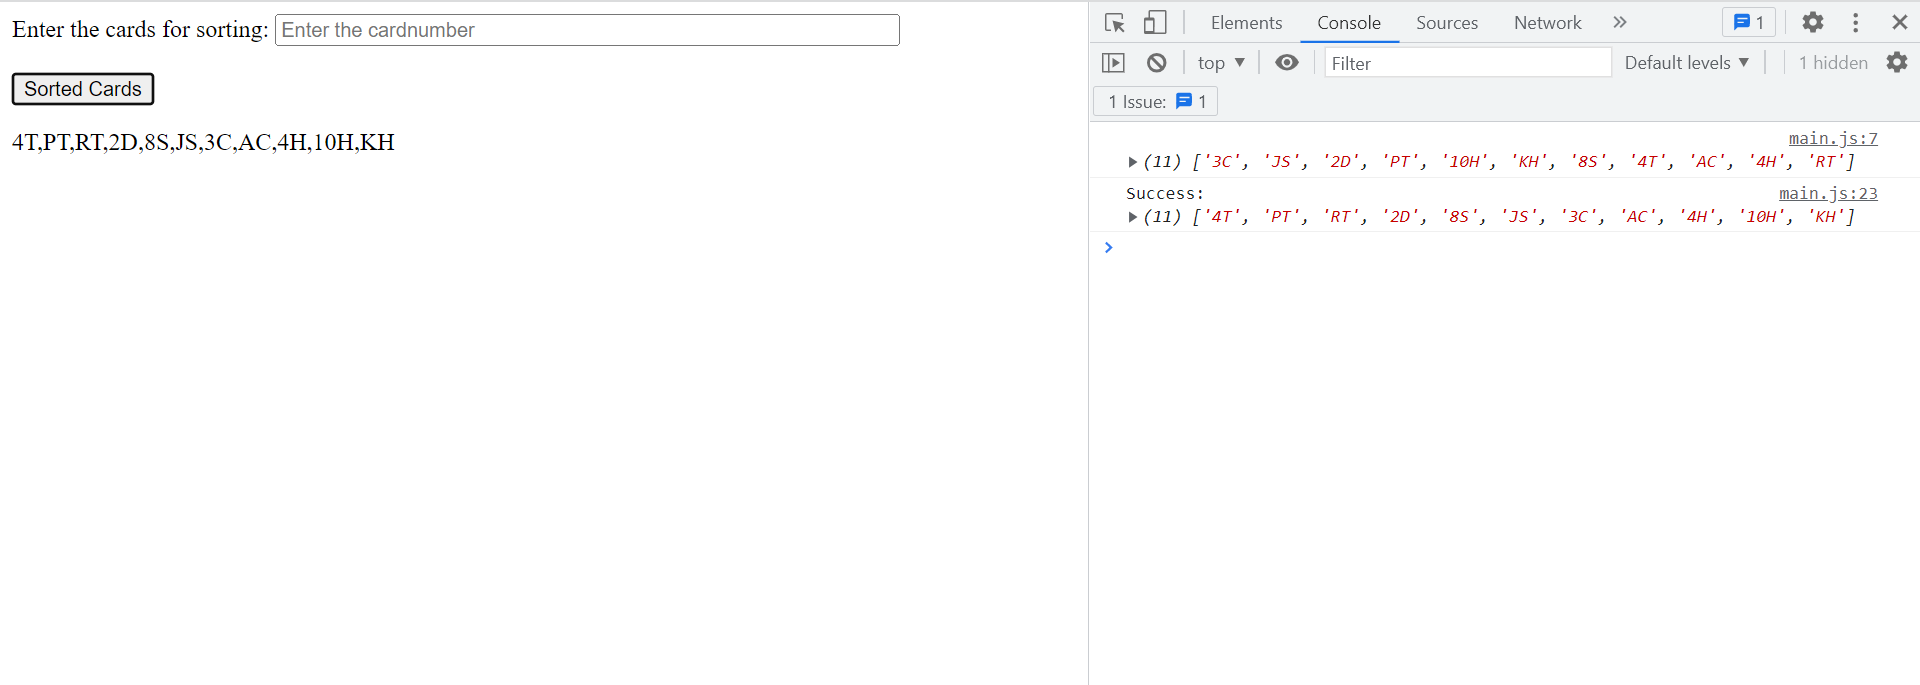 Enter the cards for sorting: Enter the cardnumber
Sorted Cards
4T,PT,RT,2D,8S,JS,3C,AC,4H,10H,KH
Elements Console Sources Network » 1
top ▼ Filter Default levels ▼ 1 hidden
1 Issue: 1
main.js:7
▶ (11) ['3C', 'JS', '2D', 'PT', '10H', 'KH', '8S', '4T', 'AC', '4H', 'RT']
Success: main.js:23
▶ (11) ['4T', 'PT', 'RT', '2D', '8S', 'JS', '3C', 'AC', '4H', '10H', 'KH']